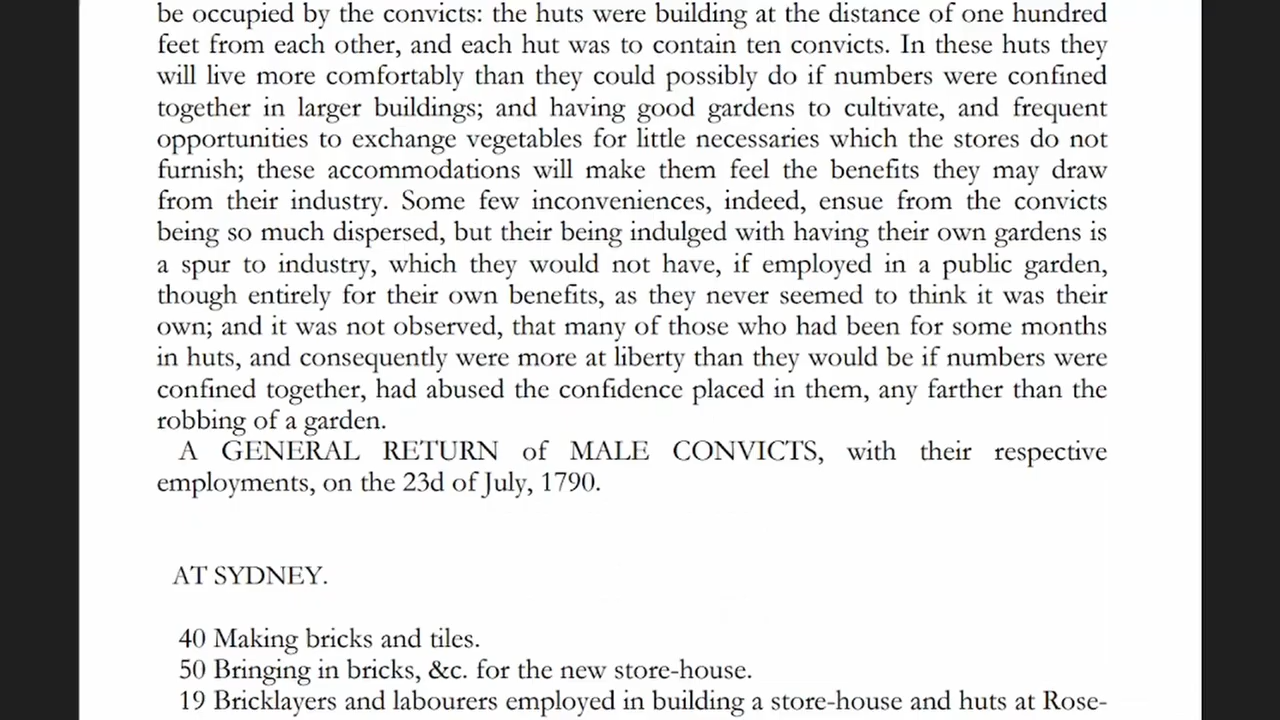 be occupied by the convicts: the huts were building at the distance of one hundred
feet from each other, and each hut was to contain ten convicts. In these huts they
will live more comfortably than they could possibly do if numbers were confined
together in larger buildings; and having good gardens to cultivate, and frequent
opportunities to exchange vegetables for little necessaries which the stores do not
furnish; these accommodations will make them feel the benefits they may draw
from their industry. Some few inconveniences, indeed, ensue from the convicts
being so much dispersed, but their being indulged with having their own gardens is
a spur to industry, which they would not have, if employed in a public garden,
though entirely for their own benefits, as they never seemed to think it was their
own; and it was not observed, that many of those who had been for some months
in huts, and consequently were more at liberty than they would be if numbers were
confined together, had abused the confidence placed in them, any farther than the
robbing of a garden.
A GENERAL RETURN of MALE CONVICTS, with their respective
employments, on the 23d of July, 1790.
AT SYDNEY.
40 Making bricks and tiles.
50 Bringing in bricks, &c. for the new store-house.
19 Bricklayers and labourers employed in building a store-house and huts at Rose-